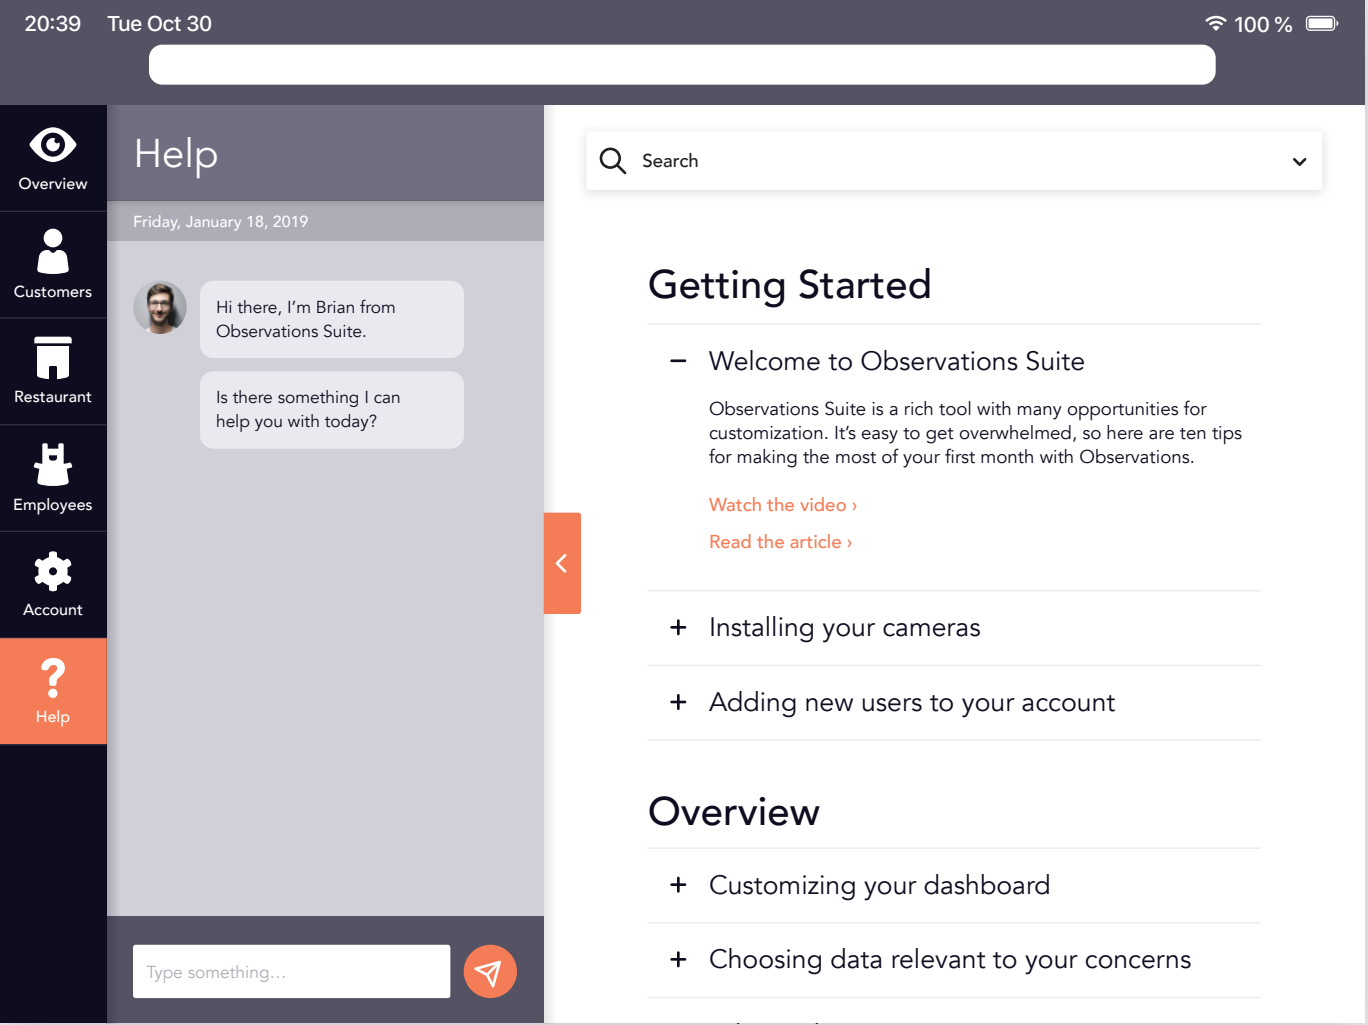 20:39 Tue Oct 30
100 %
Overview
Customers
Restaurant
Employees
Account
Help
Help
Friday, January 18, 2019
Hi there, I’m Brian from
Observations Suite.
Is there something I can
help you with today?
Type something...
Search
Getting Started
Welcome to Observations Suite
Observations Suite is a rich tool with many opportunities for
customization. It’s easy to get overwhelmed, so here are ten tips
for making the most of your first month with Observations.
Watch the video ›
Read the article ›
Installing your cameras
Adding new users to your account
Overview
Customizing your dashboard
Choosing data relevant to your concerns